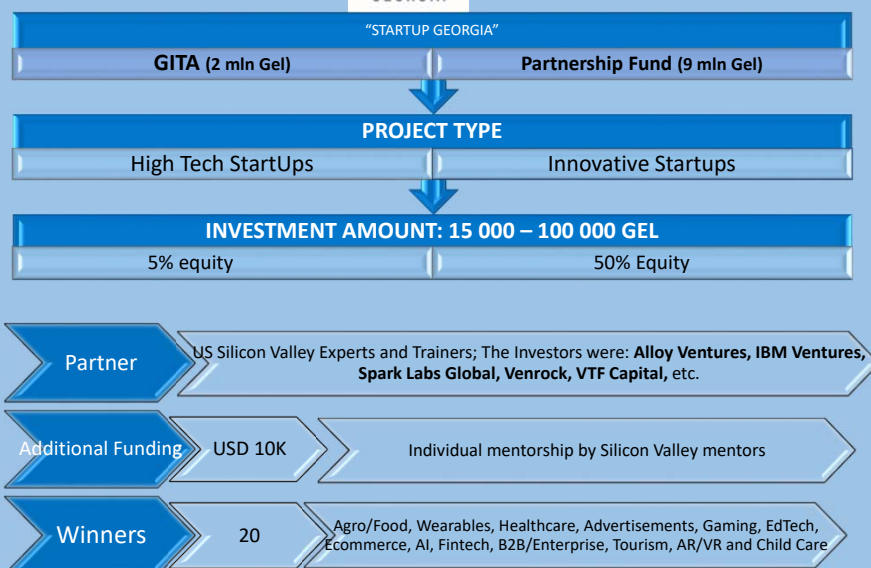 “STARTUP GEORGIA”
GITA (2 mln Gel)
Partnership Fund (9 mln Gel)
PROJECT TYPE
High Tech StartUps
Innovative Startups
INVESTMENT AMOUNT: 15 000 – 100 000 GEL
5% equity
50% Equity
Partner
US Silicon Valley Experts and Trainers; The Investors were: Alloy Ventures, IBM Ventures,
Spark Labs Global, Venrock, VTF Capital, etc.
Additional Funding
USD 10K
Individual mentorship by Silicon Valley mentors
Winners
20
Agro/Food, Wearables, Healthcare, Advertisements, Gaming, EdTech,
Ecommerce, AI, Fintech, B2B/Enterprise, Tourism, AR/VR and Child Care